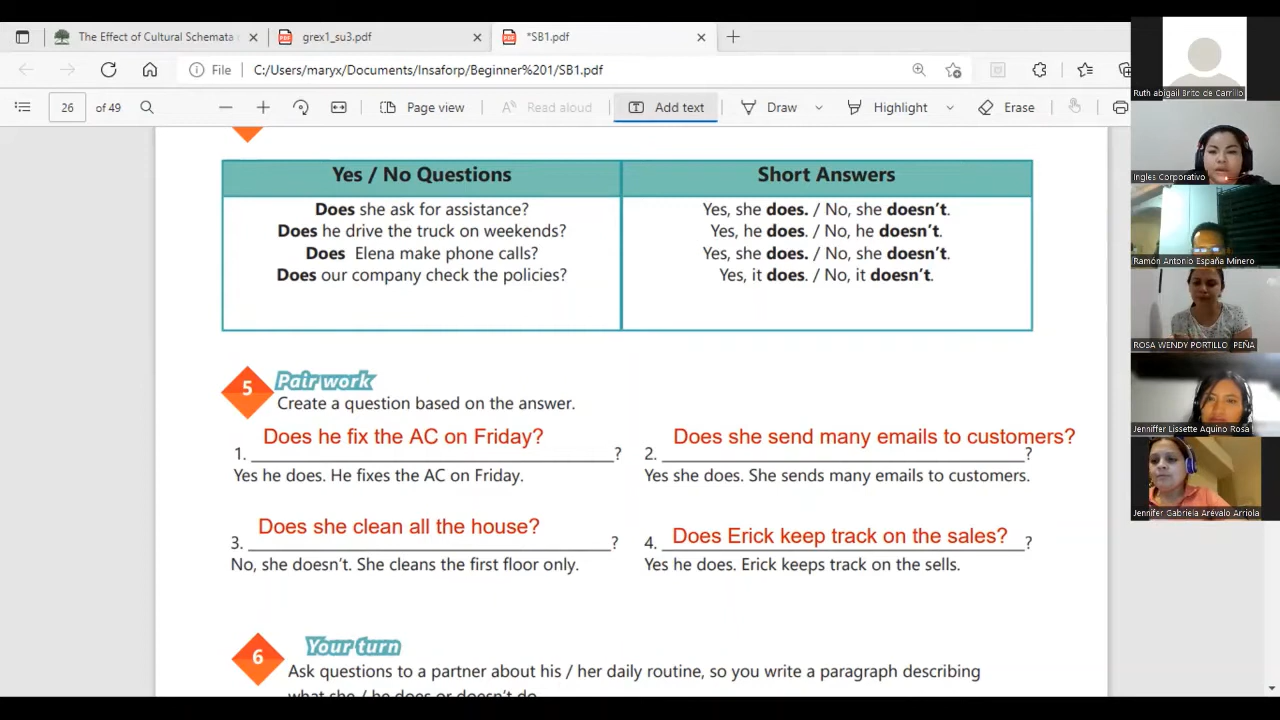 The Effect of Cultural Schemata
grex1_su3.pdf
*SB1.pdf
File
C:/Users/maryx/Documents/Insaforp/Beginner%201/SB1.pdf
26
of 49
Page view
Read aloud
Add text
Draw
Highlight
Erase
Yes / No Questions
Short Answers
Does she ask for assistance?
Yes, she does. / No, she doesn't.
Does he drive the truck on weekends?
Yes, he does. / No, he doesn't.
Does Elena make phone calls?
Yes, she does. / No, she doesn't.
Does our company check the policies?
Yes, it does. / No, it doesn't.
5
Pair work
Create a question based on the answer.
Does he fix the AC on Friday?
1. ?
Yes he does. He fixes the AC on Friday.
Does she send many emails to customers?
2. ?
Yes she does. She sends many emails to customers.
Does she clean all the house?
3. ?
No, she doesn't. She cleans the first floor only.
Does Erick keep track on the sales?
4. ?
Yes he does. Erick keeps track on the sells.
6
Your turn
Ask questions to a partner about his / her daily routine, so you write a paragraph describing
what she / he does or doesn't do
Ruth abigail Brito de Carrillo
Ingles Corporativo
Ramón Antonio España Minero
ROSA WENDY PORTILLO PEÑA
Jenniffer Lissette Aquino Rosa
Jennifer Gabriela Arévalo Arriola